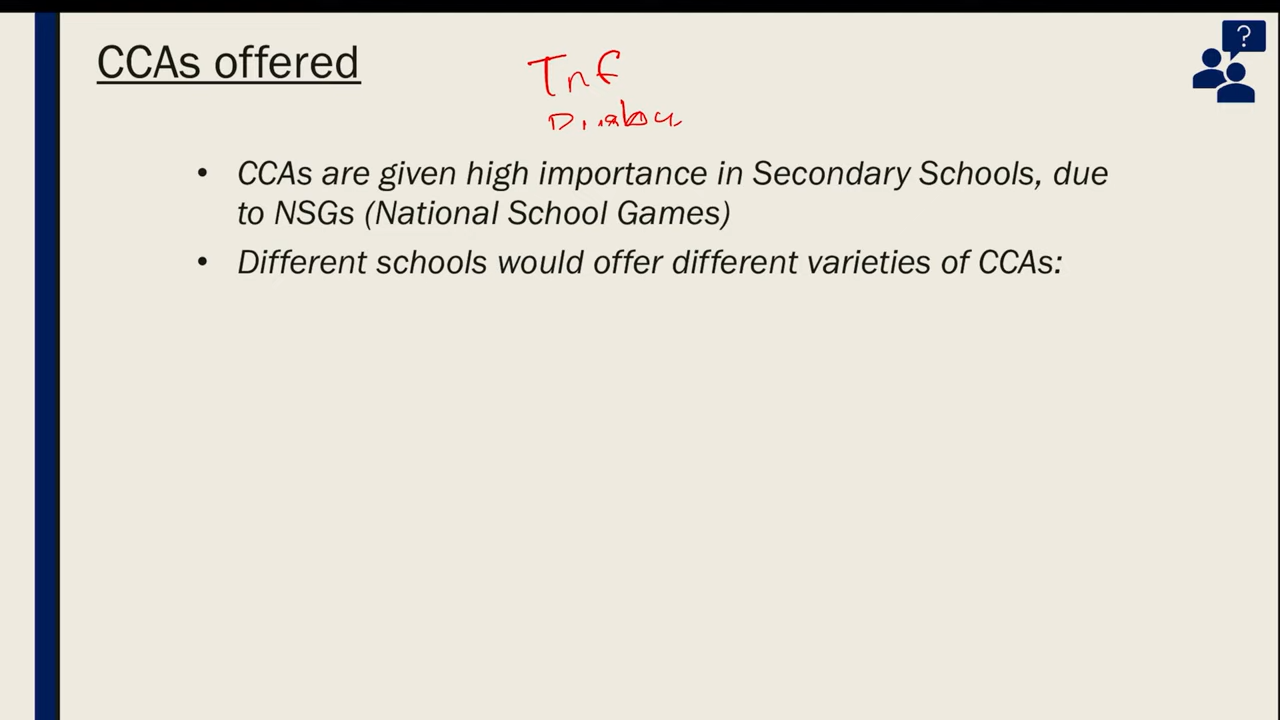 CCAs offered
Tnf
?
• CCAs are given high importance in Secondary Schools, due
to NSGs (National School Games)
• Different schools would offer different varieties of CCAs: